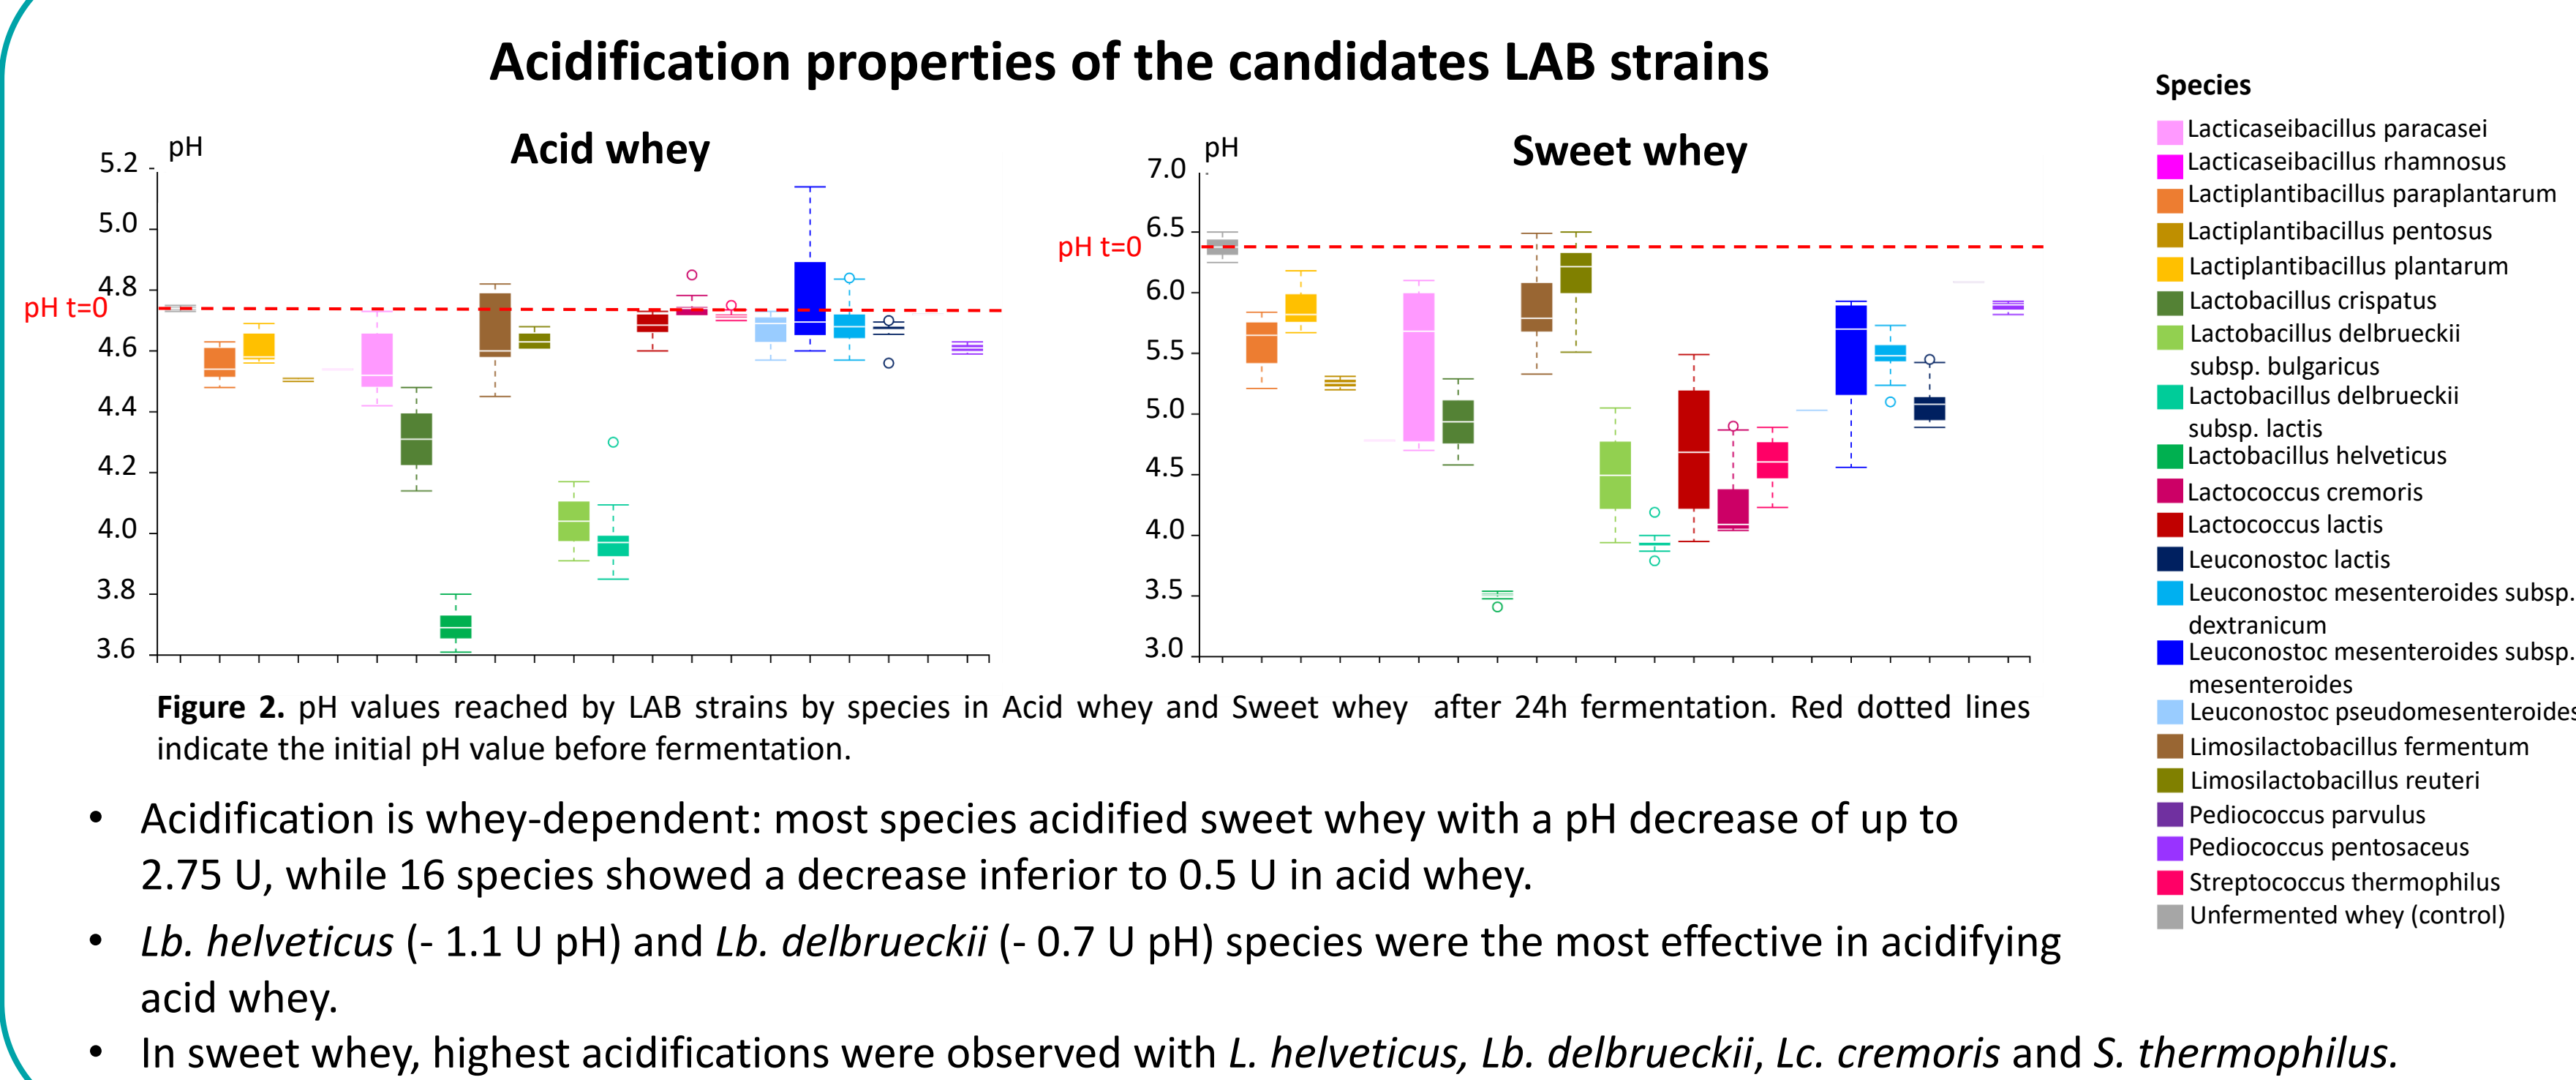 Acidification properties of the candidates LAB strains
Acid whey
pH
5.2
5.0
4.8
pH t=0
4.6
4.4
4.2
4.0
3.8
3.6
Sweet whey
pH
7.0
6.5
pH t=0
6.0
5.5
5.0
4.5
4.0
3.5
3.0
Species
Lacticaseibacillus paracasei
Lacticaseibacillus rhamnosus
Lactiplantibacillus paraplantarum
Lactiplantibacillus pentosus
Lactiplantibacillus plantarum
Lactobacillus crispatus
Lactobacillus delbrueckii
subsp. bulgaricus
Lactobacillus delbrueckii
subsp. lactis
Lactobacillus helveticus
Lactococcus cremoris
Lactococcus lactis
Leuconostoc lactis
Leuconostoc mesenteroides subsp.
dextranicum
Leuconostoc mesenteroides subsp.
mesenteroides
Leuconostoc pseudomesenteroides
Limosilactobacillus fermentum
Limosilactobacillus reuteri
Pediococcus parvulus
Pediococcus pentosaceus
Streptococcus thermophilus
Unfermented whey (control)
Figure 2. pH values reached by LAB strains by species in Acid whey and Sweet whey after 24h fermentation. Red dotted lines
indicate the initial pH value before fermentation.
• Acidification is whey-dependent: most species acidified sweet whey with a pH decrease of up to
2.75 U, while 16 species showed a decrease inferior to 0.5 U in acid whey.
• Lb. helveticus (- 1.1 U pH) and Lb. delbrueckii (- 0.7 U pH) species were the most effective in acidifying
acid whey.
• In sweet whey, highest acidifications were observed with L. helveticus, Lb. delbrueckii, Lc. cremoris and S. thermophilus.